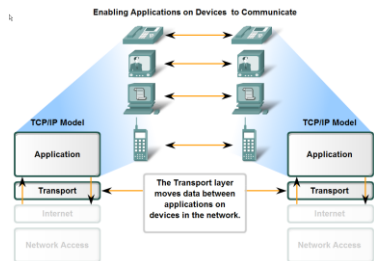 Enabling Applications on Devices to Communicate
TCP/IP Model
TCP/IP Model
Application
Application
Transport
Transport
The Transport layer
moves data between
applications on
devices in the network.
Internet
Internet
Network Access
Network Access